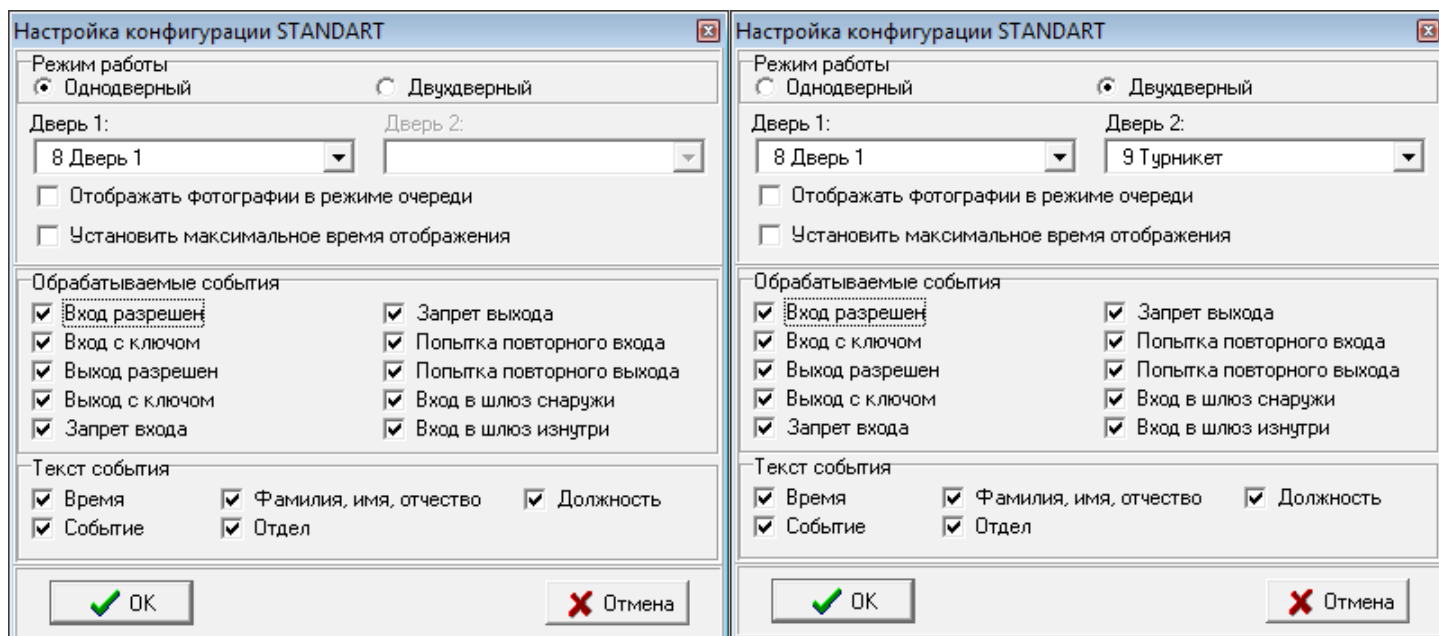 Настройка конфигурации STANDART
Режим работы
Однодверный Двухдверный
Дверь 1: Дверь 2:
8 Дверь 1
Отображать фотографии в режиме очереди
Установить максимальное время отображения
Обрабатываемые события
Вход разрешен Запрет выхода
Вход с ключом Попытка повторного входа
Выход разрешен Попытка повторного выхода
Выход с ключом Вход в шлюз снаружи
Запрет входа Вход в шлюз изнутри
Текст события
Время Фамилия, имя, отчество Должность
Событие Отдел
OK Отмена
Настройка конфигурации STANDART
Режим работы
Однодверный Двухдверный
Дверь 1: Дверь 2:
8 Дверь 1 9 Турникет
Отображать фотографии в режиме очереди
Установить максимальное время отображения
Обрабатываемые события
Вход разрешен Запрет выхода
Вход с ключом Попытка повторного входа
Выход разрешен Попытка повторного выхода
Выход с ключом Вход в шлюз снаружи
Запрет входа Вход в шлюз изнутри
Текст события
Время Фамилия, имя, отчество Должность
Событие Отдел
OK Отмена